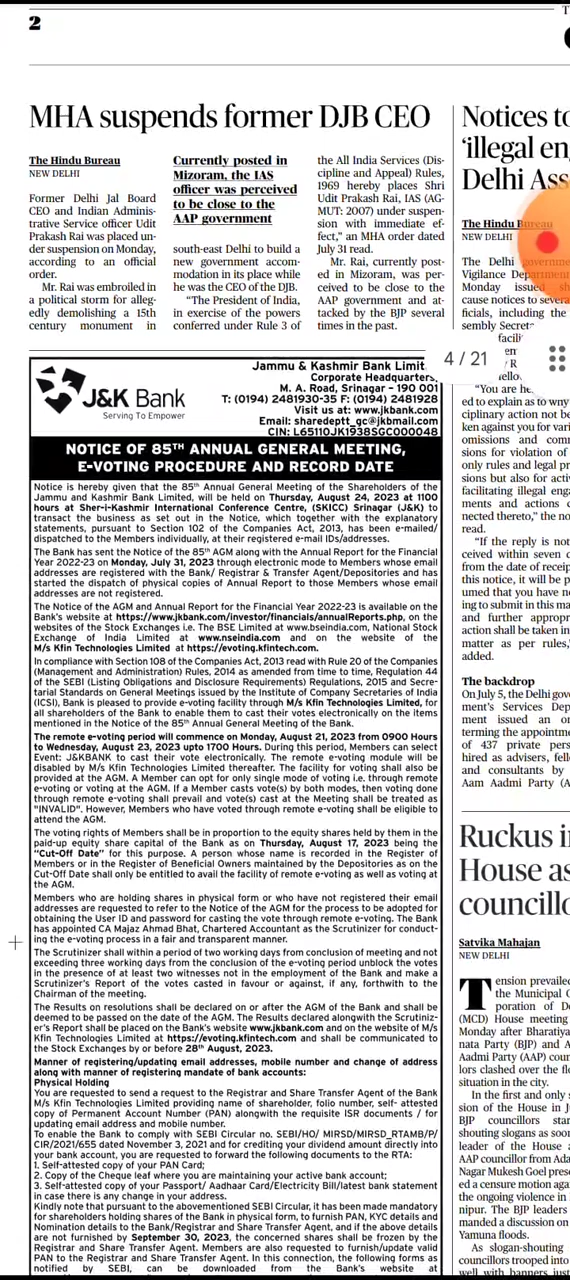 2
T
MHA suspends former DJB CEO
The Hindu Bureau
NEW DELHI
Former Delhi Jal Board
CEO and Indian Adminis-
trative Service officer Udit
Prakash Rai was placed un-
der suspension on Monday,
according to an official
order.
Mr. Rai was embroiled in
a political storm for alleg-
edly demolishing a 15th
century monument in
Currently posted in
Mizoram, the IAS
officer was perceived
to be close to the
AAP government
south-east Delhi to build a
new government accom-
modation in its place while
he was the CEO of the DJB.
“The President of India,
in exercise of the powers
conferred under Rule 3 of
the All India Services (Dis-
cipline and Appeal) Rules,
1969 hereby places Shri
Udit Prakash Rai, IAS (AG-
MUT: 2007) under suspen-
sion with immediate ef-
fect,” an MHA order dated
July 31 read.
Mr. Rai, currently post-
ed in Mizoram, was per-
ceived to be close to the
AAP government and at-
tacked by the BJP several
times in the past.
J&K Bank
Serving To Empower
Jammu & Kashmir Bank Limit
Corporate Headquarters,
M. A. Road, Srinagar – 190 001
T: (0194) 2481930-35 F: (0194) 2481928
Visit us at: www.jkbank.com
Email: sharedeptt_gc@jkbmail.com
CIN: L65110JK1938SGC000048
NOTICE OF 85TH ANNUAL GENERAL MEETING,
E-VOTING PROCEDURE AND RECORD DATE
Notice is hereby given that the 85th Annual General Meeting of the Shareholders of the
Jammu and Kashmir Bank Limited, will be held on Thursday, August 24, 2023 at 1100
hours at Sher-i-Kashmir International Conference Centre, (SKICC) Srinagar (J&K) to
transact the business as set out in the Notice, which together with the explanatory
statements, pursuant to Section 102 of the Companies Act, 2013, has been e-mailed/
dispatched to the Members individually, at their registered e-mail IDs/addresses.
The Bank has sent the Notice of the 85th AGM along with the Annual Report for the Financial
Year 2022-23 on Monday, July 31, 2023 through electronic mode to Members whose email
addresses are registered with the Bank/ Registrar & Transfer Agent/Depositories and has
started the dispatch of physical copies of Annual Report to those Members whose email
addresses are not registered.
The Notice of the AGM and Annual Report for the Financial Year 2022-23 is available on the
Bank's website at https://www.jkbank.com/investor/financials/annualReports.php, on the
websites of the Stock Exchanges i.e. The BSE Limited at www.bseindia.com, National Stock
Exchange of India Limited at www.nseindia.com and on the website of the
M/s Kfin Technologies Limited at https://evoting.kfintech.com.
In compliance with Section 108 of the Companies Act, 2013 read with Rule 20 of the Companies
(Management and Administration) Rules, 2014 as amended from time to time, Regulation 44
of the SEBI (Listing Obligations and Disclosure Requirements) Regulations, 2015 and Secre-
tarial Standards on General Meetings issued by the Institute of Company Secretaries of India
(ICSI), Bank is pleased to provide e-voting facility through M/s Kfin Technologies Limited, for
all shareholders of the Bank to enable them to cast their votes electronically on the items
mentioned in the Notice of the 85th Annual General Meeting of the Bank.
The remote e-voting period will commence on Monday, August 21, 2023 from 0900 Hours
to Wednesday, August 23, 2023 upto 1700 Hours. During this period, Members can select
Event: J&KBANK to cast their vote electronically. The remote e-voting module will be
disabled by M/s Kfin Technologies Limited thereafter. The facility for voting shall also be
provided at the AGM. A Member can opt for only single mode of voting i.e. through remote
e-voting or voting at the AGM. If a Member casts vote(s) by both modes, then voting done
through remote e-voting shall prevail and vote(s) cast at the Meeting shall be treated as
"INVALID". However, Members who have voted through remote e-voting shall be eligible to
attend the AGM.
The voting rights of Members shall be in proportion to the equity shares held by them in the
paid-up equity share capital of the Bank as on Thursday, August 17, 2023 being the
"Cut-Off Date" for this purpose. A person whose name is recorded in the Register of
Members or in the Register of Beneficial Owners maintained by the Depositories as on the
Cut-Off Date shall only be entitled to avail the facility of remote e-voting as well as voting at
the AGM.
Members who are holding shares in physical form or who have not registered their email
addresses are requested to refer to the Notice of the AGM for the process to be adopted for
obtaining the User ID and password for casting the vote through remote e-voting. The Bank
has appointed CA Majaz Ahmad Bhat, Chartered Accountant as the Scrutinizer for conduct-
ing the e-voting process in a fair and transparent manner.
The Scrutinizer shall within a period of two working days from conclusion of meeting and not
exceeding three working days from the conclusion of the e-voting period unblock the votes
in the presence of at least two witnesses not in the employment of the Bank and make a
Scrutinizer's Report of the votes casted in favour or against, if any, forthwith to the
Chairman of the meeting.
The Results on resolutions shall be declared on or after the AGM of the Bank and shall be
deemed to be passed on the date of the AGM. The Results declared alongwith the Scrutiniz-
er's Report shall be placed on the Bank's website www.jkbank.com and on the website of M/s
Kfin Technologies Limited at https://evoting.kfintech.com and shall be communicated to
the Stock Exchanges by or before 28th August, 2023.
Manner of registering/updating email addresses, mobile number and change of address
along with manner of registering mandate of bank accounts:
Physical Holding
You are requested to send a request to the Registrar and Share Transfer Agent of the Bank
M/s Kfin Technologies Limited providing name of shareholder, folio number, self- attested
copy of Permanent Account Number (PAN) alongwith the requisite ISR documents / for
updating email address and mobile number.
To enable the Bank to comply with SEBI Circular no. SEBI/HO/ MIRSD/MIRSD_RTAMB/P/
CIR/2021/655 dated November 3, 2021 and for crediting your dividend amount directly into
your bank account, you are requested to forward the following documents to the RTA:
1. Self-attested copy of your PAN Card;
2. Copy of the Cheque leaf where you are maintaining your active bank account;
3. Self-attested copy of your Passport/ Aadhaar Card/Electricity Bill/latest bank statement
in case there is any change in your address.
Kindly note that pursuant to the abovementioned SEBI Circular, it has been made mandatory
for shareholders holding shares of the Bank in physical form, to furnish PAN, KYC details and
Nomination details to the Bank/Registrar and Share Transfer Agent, and if the above details
are not furnished by September 30, 2023, the concerned shares shall be frozen by the
Registrar and Share Transfer Agent. Members are also requested to furnish/update valid
PAN to the Registrar and Share Transfer Agent. In this connection, the following forms as
notified by SEBI, can be downloaded from the Bank's website at
Notices to
‘illegal en
Delhi Ass
The Hindu Bureau
NEW DELHI
The Delhi government
Vigilance Department
Monday issued sh
cause notices to severa
ficials, including the
sembly Secret
facili
4 / 21
“You are he
ed to explain as to why
ciplinary action not be
ken against you for vari
omissions and comm
sions for violation of
only rules and legal pr
sions but also for activ
facilitating illegal enga
ments and actions c
nected thereto,” the no
read.
“If the reply is not
ceived within seven d
from the date of receip
this notice, it will be p
umed that you have no
ing to submit in this ma
and further appropr
action shall be taken in
matter as per rules,”
added.
The backdrop
On July 5, the Delhi gove
ment's Services Dep
ment issued an or
terming the appointme
of 437 private pers
hired as advisers, felle
and consultants by
Aam Aadmi Party (A
Ruckus in
House as
councillo
Satvika Mahajan
NEW DELHI
Tension prevailed
the Municipal C
poration of De
(MCD) House meeting
Monday after Bharatiya
nata Party (BJP) and A
Aadmi Party (AAP) coun
lors clashed over the flo
situation in the city.
In the first and only s
sion of the House in Ju
BJP councillors star
shouting slogans as soon
leader of the House a
AAP councillor from Ada
Nagar Mukesh Goel prese
ed a censure motion aga
the ongoing violence in
nipur. The BJP leaders
manded a discussion on
Yamuna floods.
As slogan-shouting
councillors trooped into
well with banners just